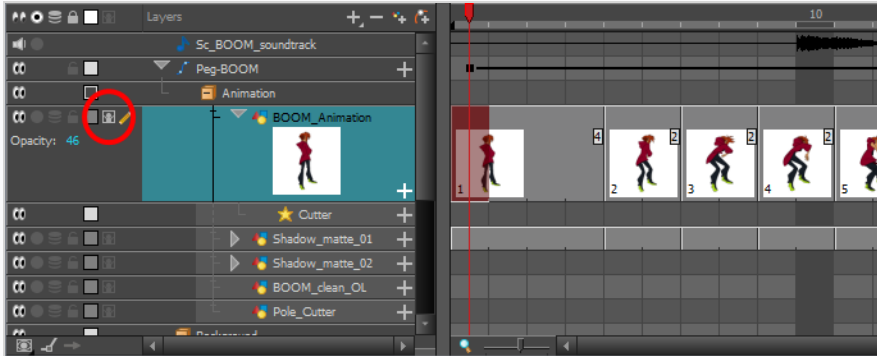 Layers
10
Sc_BOOM_soundtrack
Peg-BOOM
Animation
BOOM_Animation
Opacity: 46
1 4 2 2 3 2 4 2 5
Cutter
Shadow_matte_01
Shadow_matte_02
BOOM_clean_OL
Pole_Cutter
Background